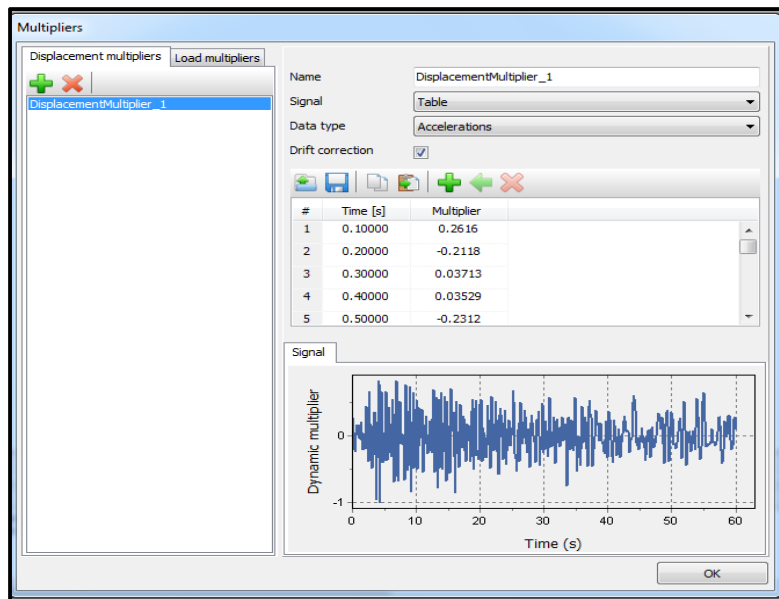 Multipliers
Displacement multipliers Load multipliers
DisplacementMultiplier_1
Name DisplacementMultiplier_1
Signal Table
Data type Accelerations
Drift correction
# Time [s] Multiplier
1 0.10000 0.2616
2 0.20000 -0.2118
3 0.30000 0.03713
4 0.40000 0.03529
5 0.50000 -0.2312
Signal
Dynamic multiplier
0
-1
0 10 20 30 40 50 60
Time (s)
OK